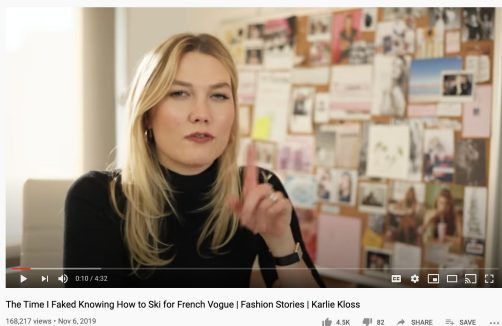 0:10 / 4:32
CC
The Time I Faked Knowing How to Ski for French Vogue | Fashion Stories | Karlie Kloss
168,217 views • Nov 6, 2019
4.5K
82
SHARE
SAVE